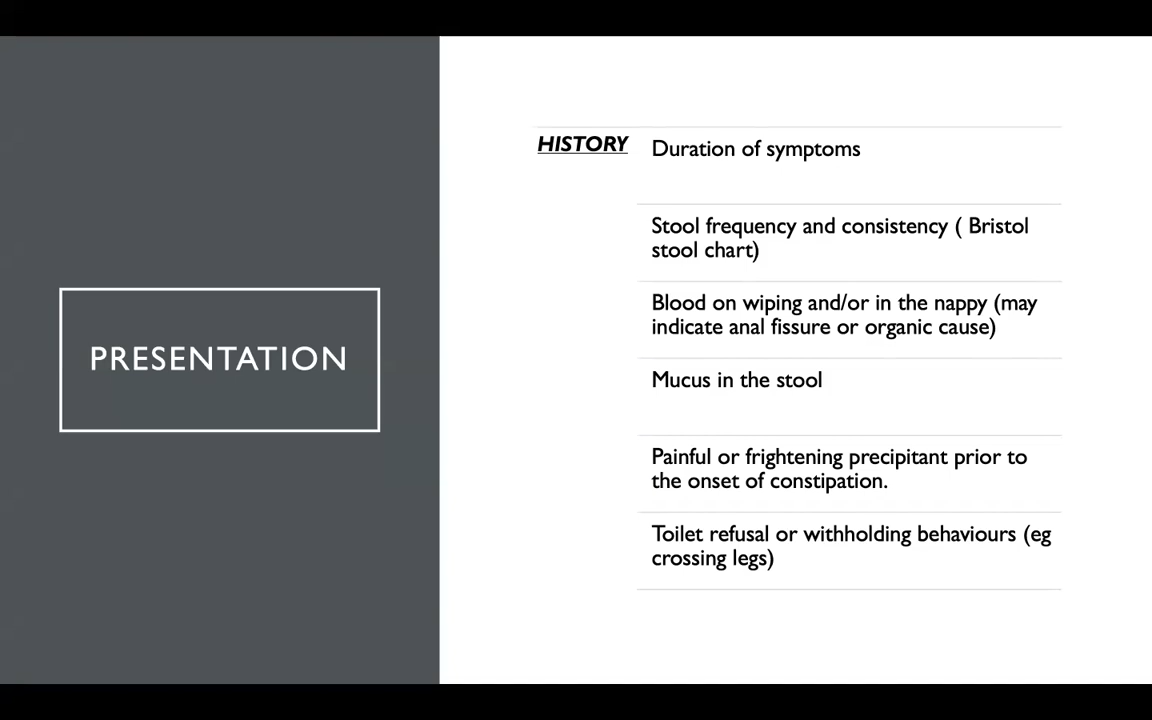 PRESENTATION
HISTORY
Duration of symptoms
Stool frequency and consistency ( Bristol
stool chart)
Blood on wiping and/or in the nappy (may
indicate anal fissure or organic cause)
Mucus in the stool
Painful or frightening precipitant prior to
the onset of constipation.
Toilet refusal or withholding behaviours (eg
crossing legs)